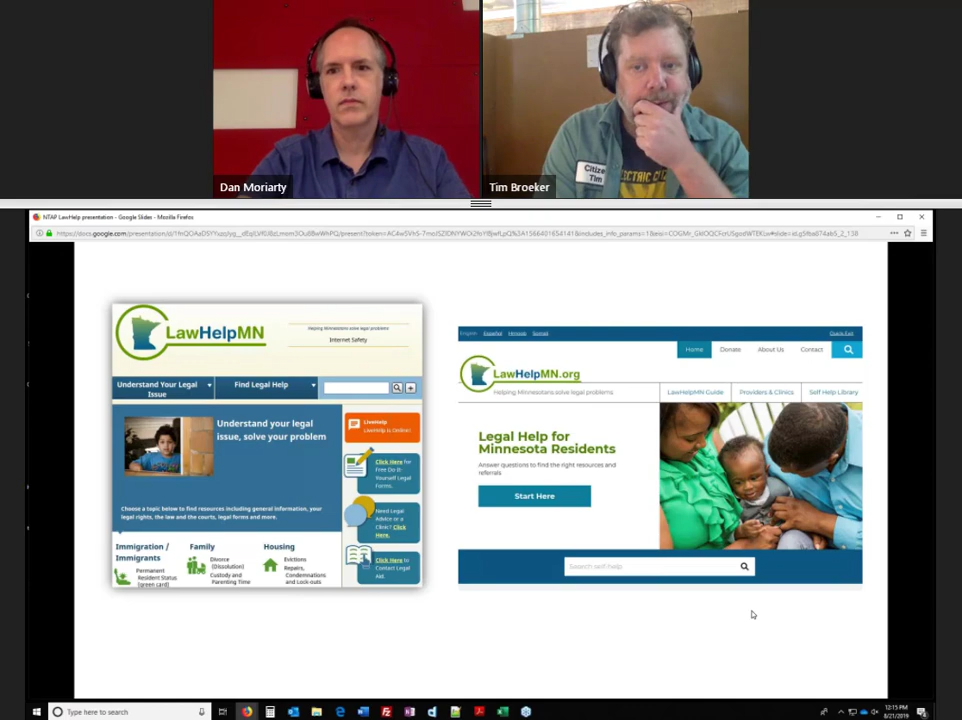 Dan Moriarty
Citize
Tim
ELECTRIC
Tim Broeker
NTAP LawHelp presentation - Google Slides - Mozilla Firefox
LawHelpMN
Helping Minnesotans solve legal problems
Internet Safety
Understand Your Legal
Issue
Find Legal Help
Understand your legal
issue, solve your problem
Choose a topic below to find resources including general information, your
legal rights, the law and the courts, legal forms and more.
Immigration /
Immigrants
Permanent
Resident Status
(green card)
Family
Divorce
(Dissolution)
Custody and
Parenting Time
Housing
Evictions
Repairs,
Condemnations
and Lock-outs
LiveHelp
LiveHelp is Online!
Click Here for
Free Do it
Yourself Legal
Forms.
Need Legal
Advice or a
Clinic? Click
Here.
Click Here to
Contact Legal
Aid.
English Español Hmoob Somali
Quick Exit
Home Donate About Us Contact
LawHelpMN.org
Helping Minnesotans solve legal problems
LawHelpMN Guide Providers & Clinics Self Help Library
Legal Help for
Minnesota Residents
Answer questions to find the right resources and
referrals
Start Here
Search self-help
Type here to search
12:15 PM
8/21/2019